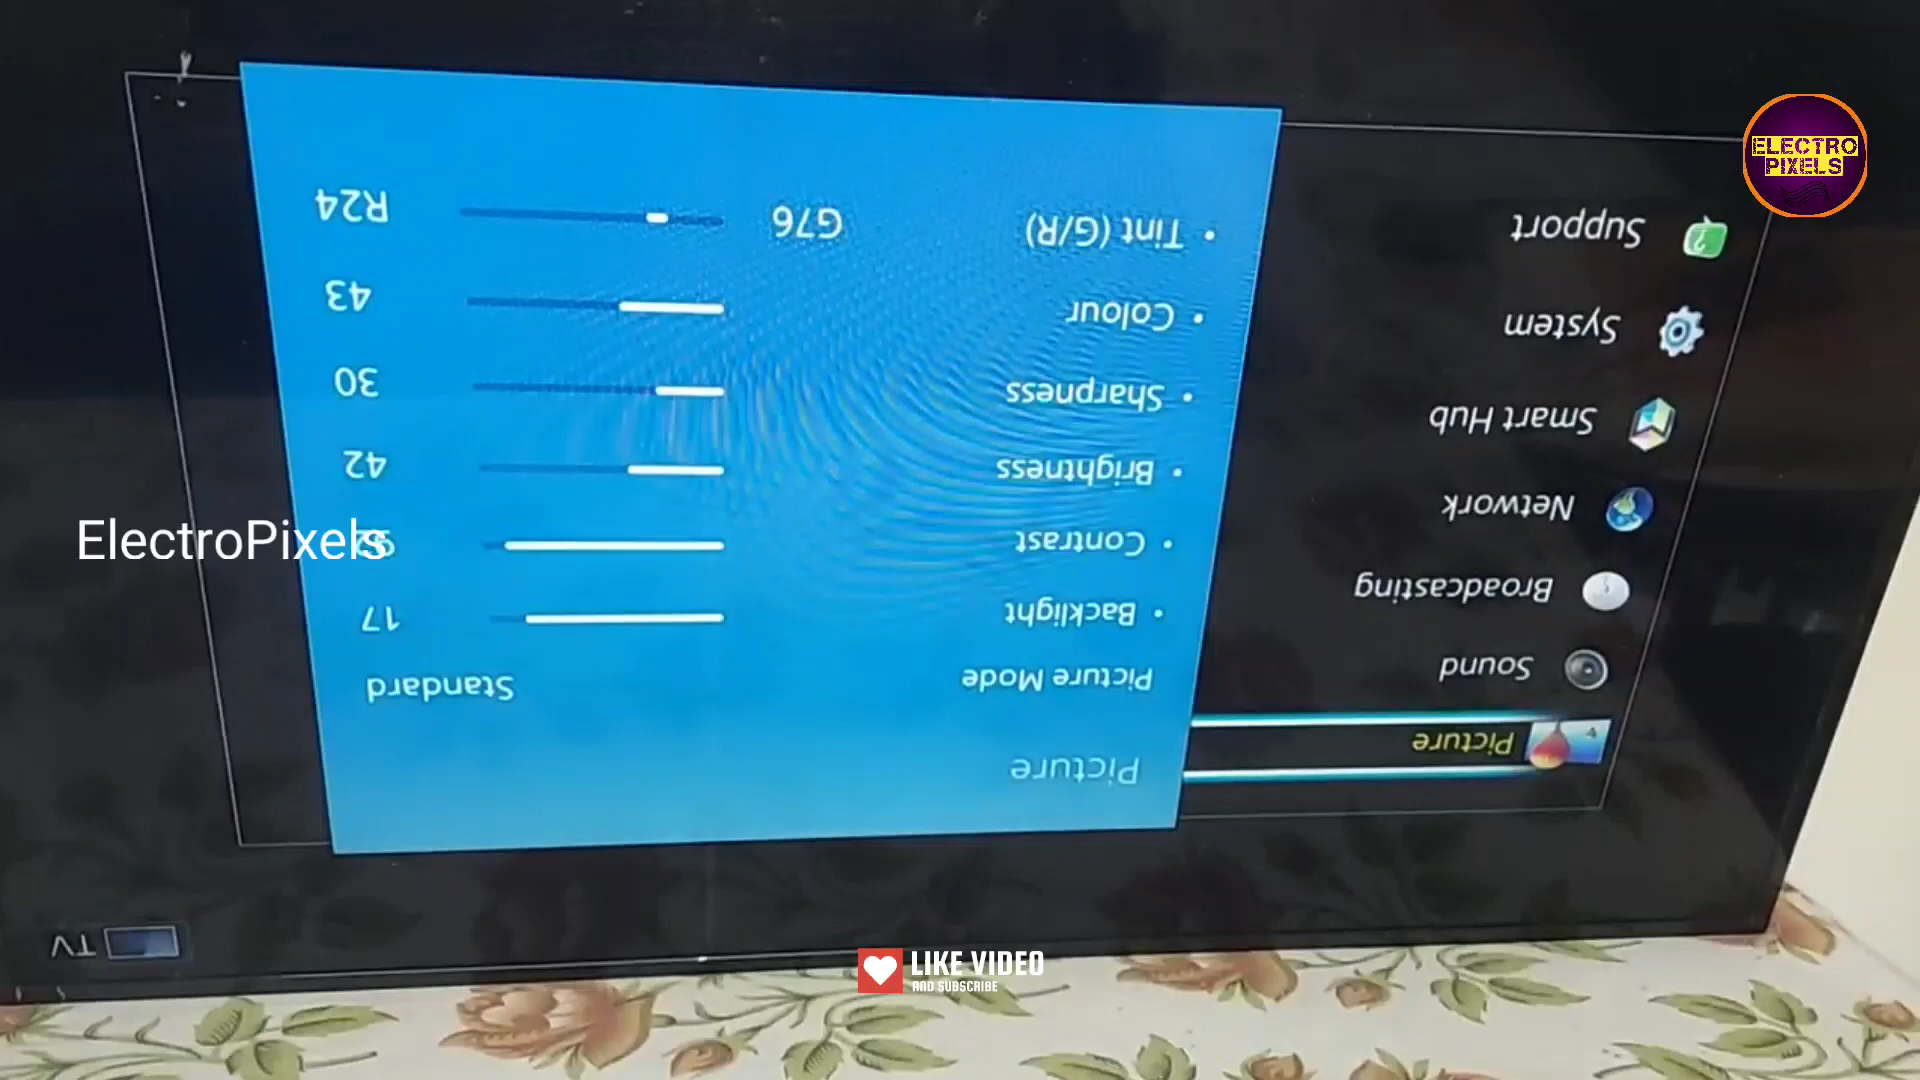 ELECTRO
PIXELS
ElectroPixels
TV
Picture
Sound
Broadcasting
Network
Smart Hub
System
Support
Picture
Picture Mode Standard
• Backlight 17
• Contrast
• Brightness 42
• Sharpness 30
• Colour 43
• Tint (G/R) G76 R24
LIKE VIDEO
AND SUBSCRIBE